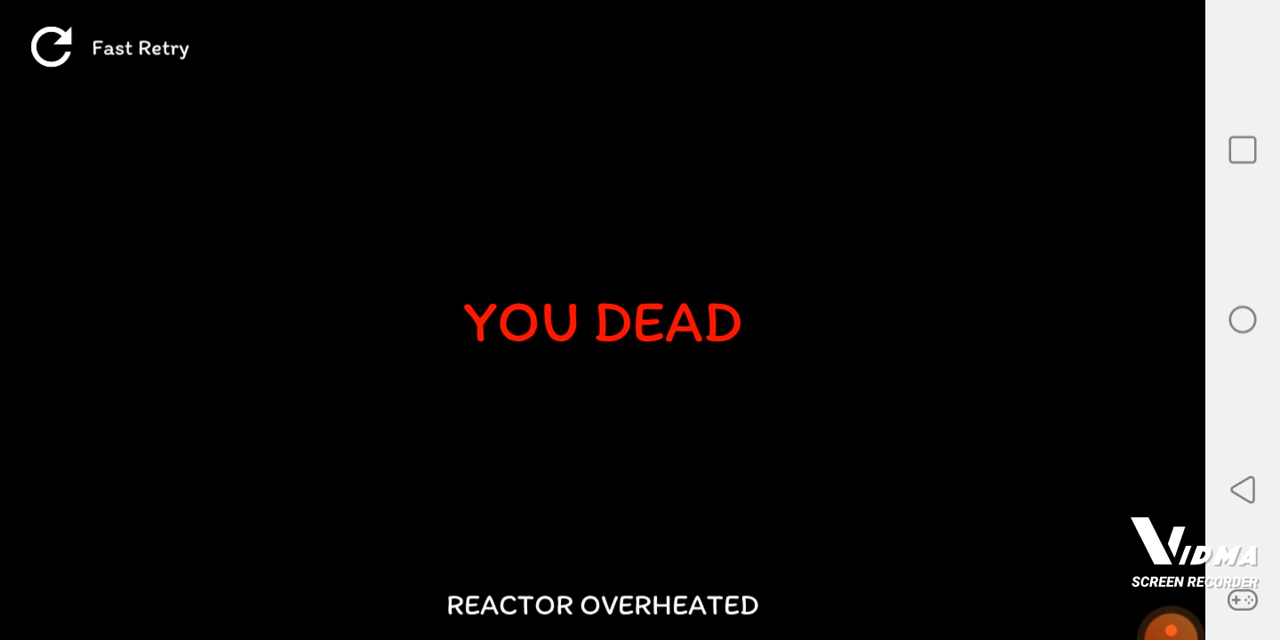 Fast Retry
YOU DEAD
VIDMA
SCREEN RECORDER
REACTOR OVERHEATED